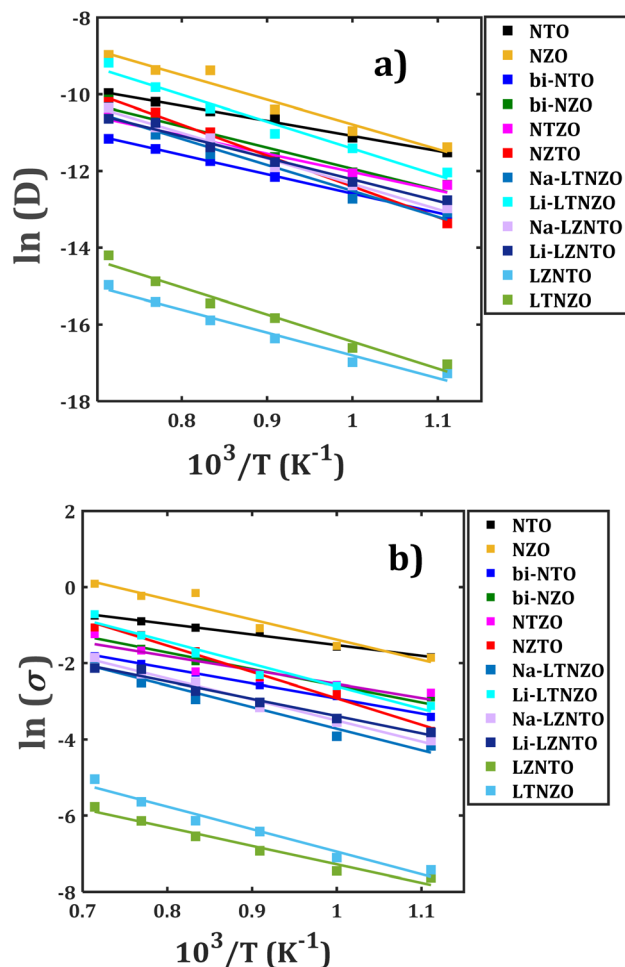 a)
ln (D)
-8
-10
-12
-14
-16
-18
0.8
0.9
1
1.1
10³/T (K⁻¹)
NTO
NZO
bi-NTO
bi-NZO
NTZO
NZTO
Na-LTNZO
Li-LTNZO
Na-LZNTO
Li-LZNTO
LZNTO
LTNZO
b)
ln (σ)
2
0
-2
-4
-6
-8
0.7
0.8
0.9
1
1.1
10³/T (K⁻¹)
NTO
NZO
bi-NTO
bi-NZO
NTZO
NZTO
Na-LTNZO
Li-LTNZO
Na-LZNTO
Li-LZNTO
LZNTO
LTNZO